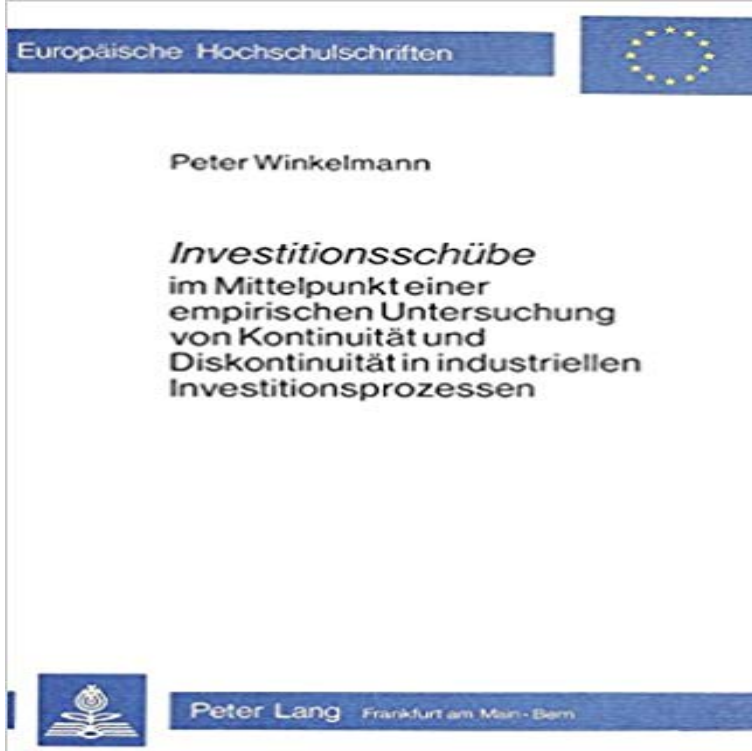 Europäische Hochschulschriften
Peter Winkelmann
Investitionsschübe
im Mittelpunkt einer
empirischen Untersuchung
von Kontinuität und
Diskontinuität in industriellen
Investitionsprozessen
Peter Lang Frankfurt am Main - Bern